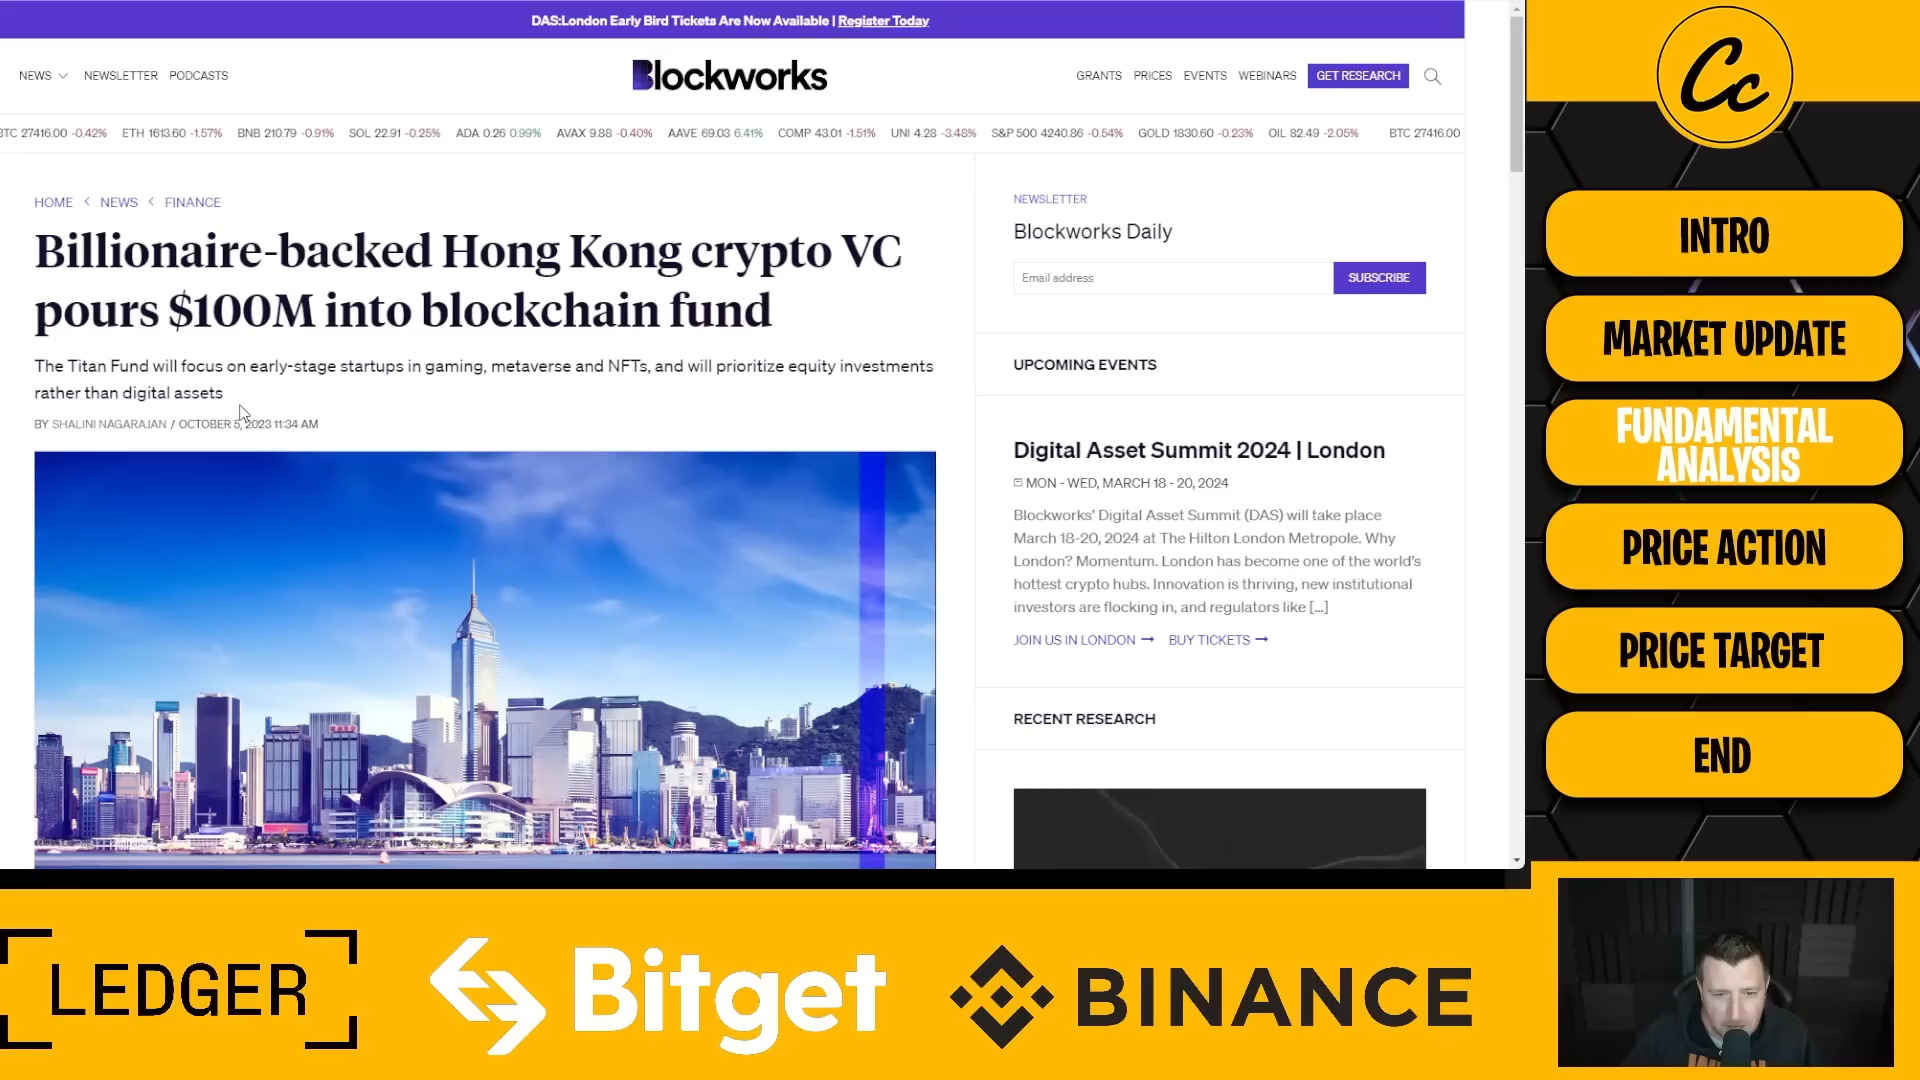 DAS:London Early Bird Tickets Are Now Available | Register Today
NEWS NEWSLETTER PODCASTS
Blockworks
GRANTS PRICES EVENTS WEBINARS GET RESEARCH
BTC 27416.00 -0.42% ETH 1613.60 -1.57% BNB 210.79 -0.91% SOL 22.91 -0.25% ADA 0.26 0.99% AVAX 9.88 -0.40% AAVE 69.03 6.41% COMP 43.01 -1.51% UNI 4.28 -3.48% S&P 500 4240.86 -0.54% GOLD 1830.60 -0.23% OIL 82.49 -2.05% BTC 27416.00
HOME < NEWS < FINANCE
Billionaire-backed Hong Kong crypto VC
pours $100M into blockchain fund
The Titan Fund will focus on early-stage startups in gaming, metaverse and NFTs, and will prioritize equity investments
rather than digital assets
BY SHALINI NAGARAJAN / OCTOBER 5, 2023 11:34 AM
NEWSLETTER
Blockworks Daily
Email address
SUBSCRIBE
UPCOMING EVENTS
Digital Asset Summit 2024 | London
MON - WED, MARCH 18 - 20, 2024
Blockworks' Digital Asset Summit (DAS) will take place
March 18-20, 2024 at The Hilton London Metropole. Why
London? Momentum. London has become one of the world's
hottest crypto hubs. Innovation is thriving, new institutional
investors are flocking in, and regulators like [...]
JOIN US IN LONDON → BUY TICKETS →
RECENT RESEARCH
Cc
INTRO
MARKET UPDATE
FUNDAMENTAL
ANALYSIS
PRICE ACTION
PRICE TARGET
END
LEDGER
Bitget
BINANCE